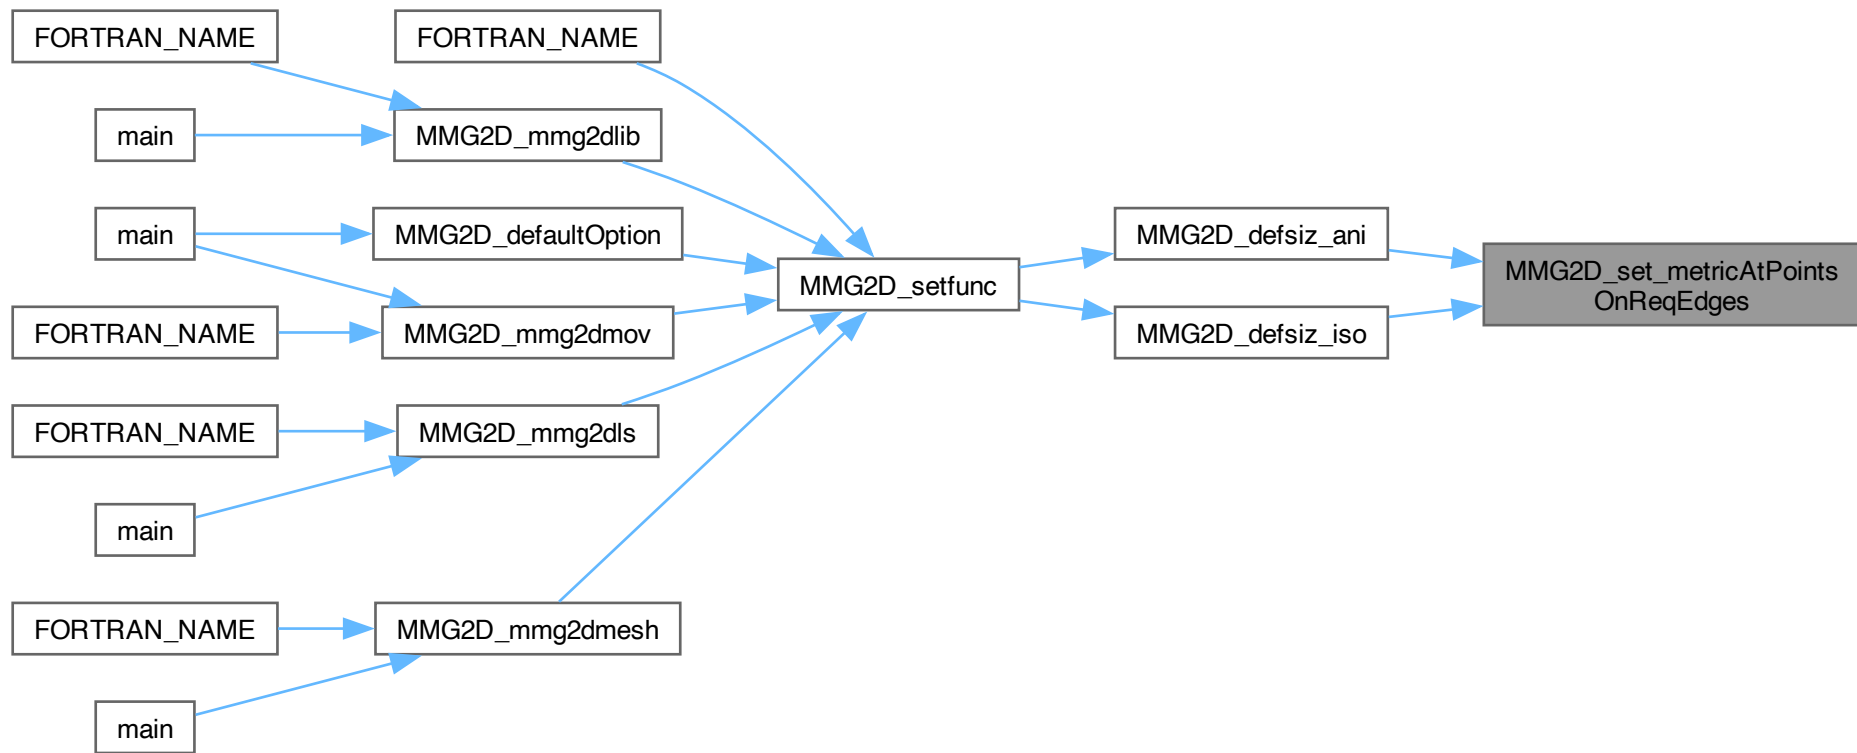 FORTRAN_NAME
FORTRAN_NAME
main
MMG2D_mmg2dlib
main
MMG2D_defaultOption
MMG2D_defsiz_ani
MMG2D_setfunc
MMG2D_set_metricAtPoints
OnReqEdges
FORTRAN_NAME
MMG2D_mmg2dmov
MMG2D_defsiz_iso
FORTRAN_NAME
MMG2D_mmg2dls
main
FORTRAN_NAME
MMG2D_mmg2dmesh
main